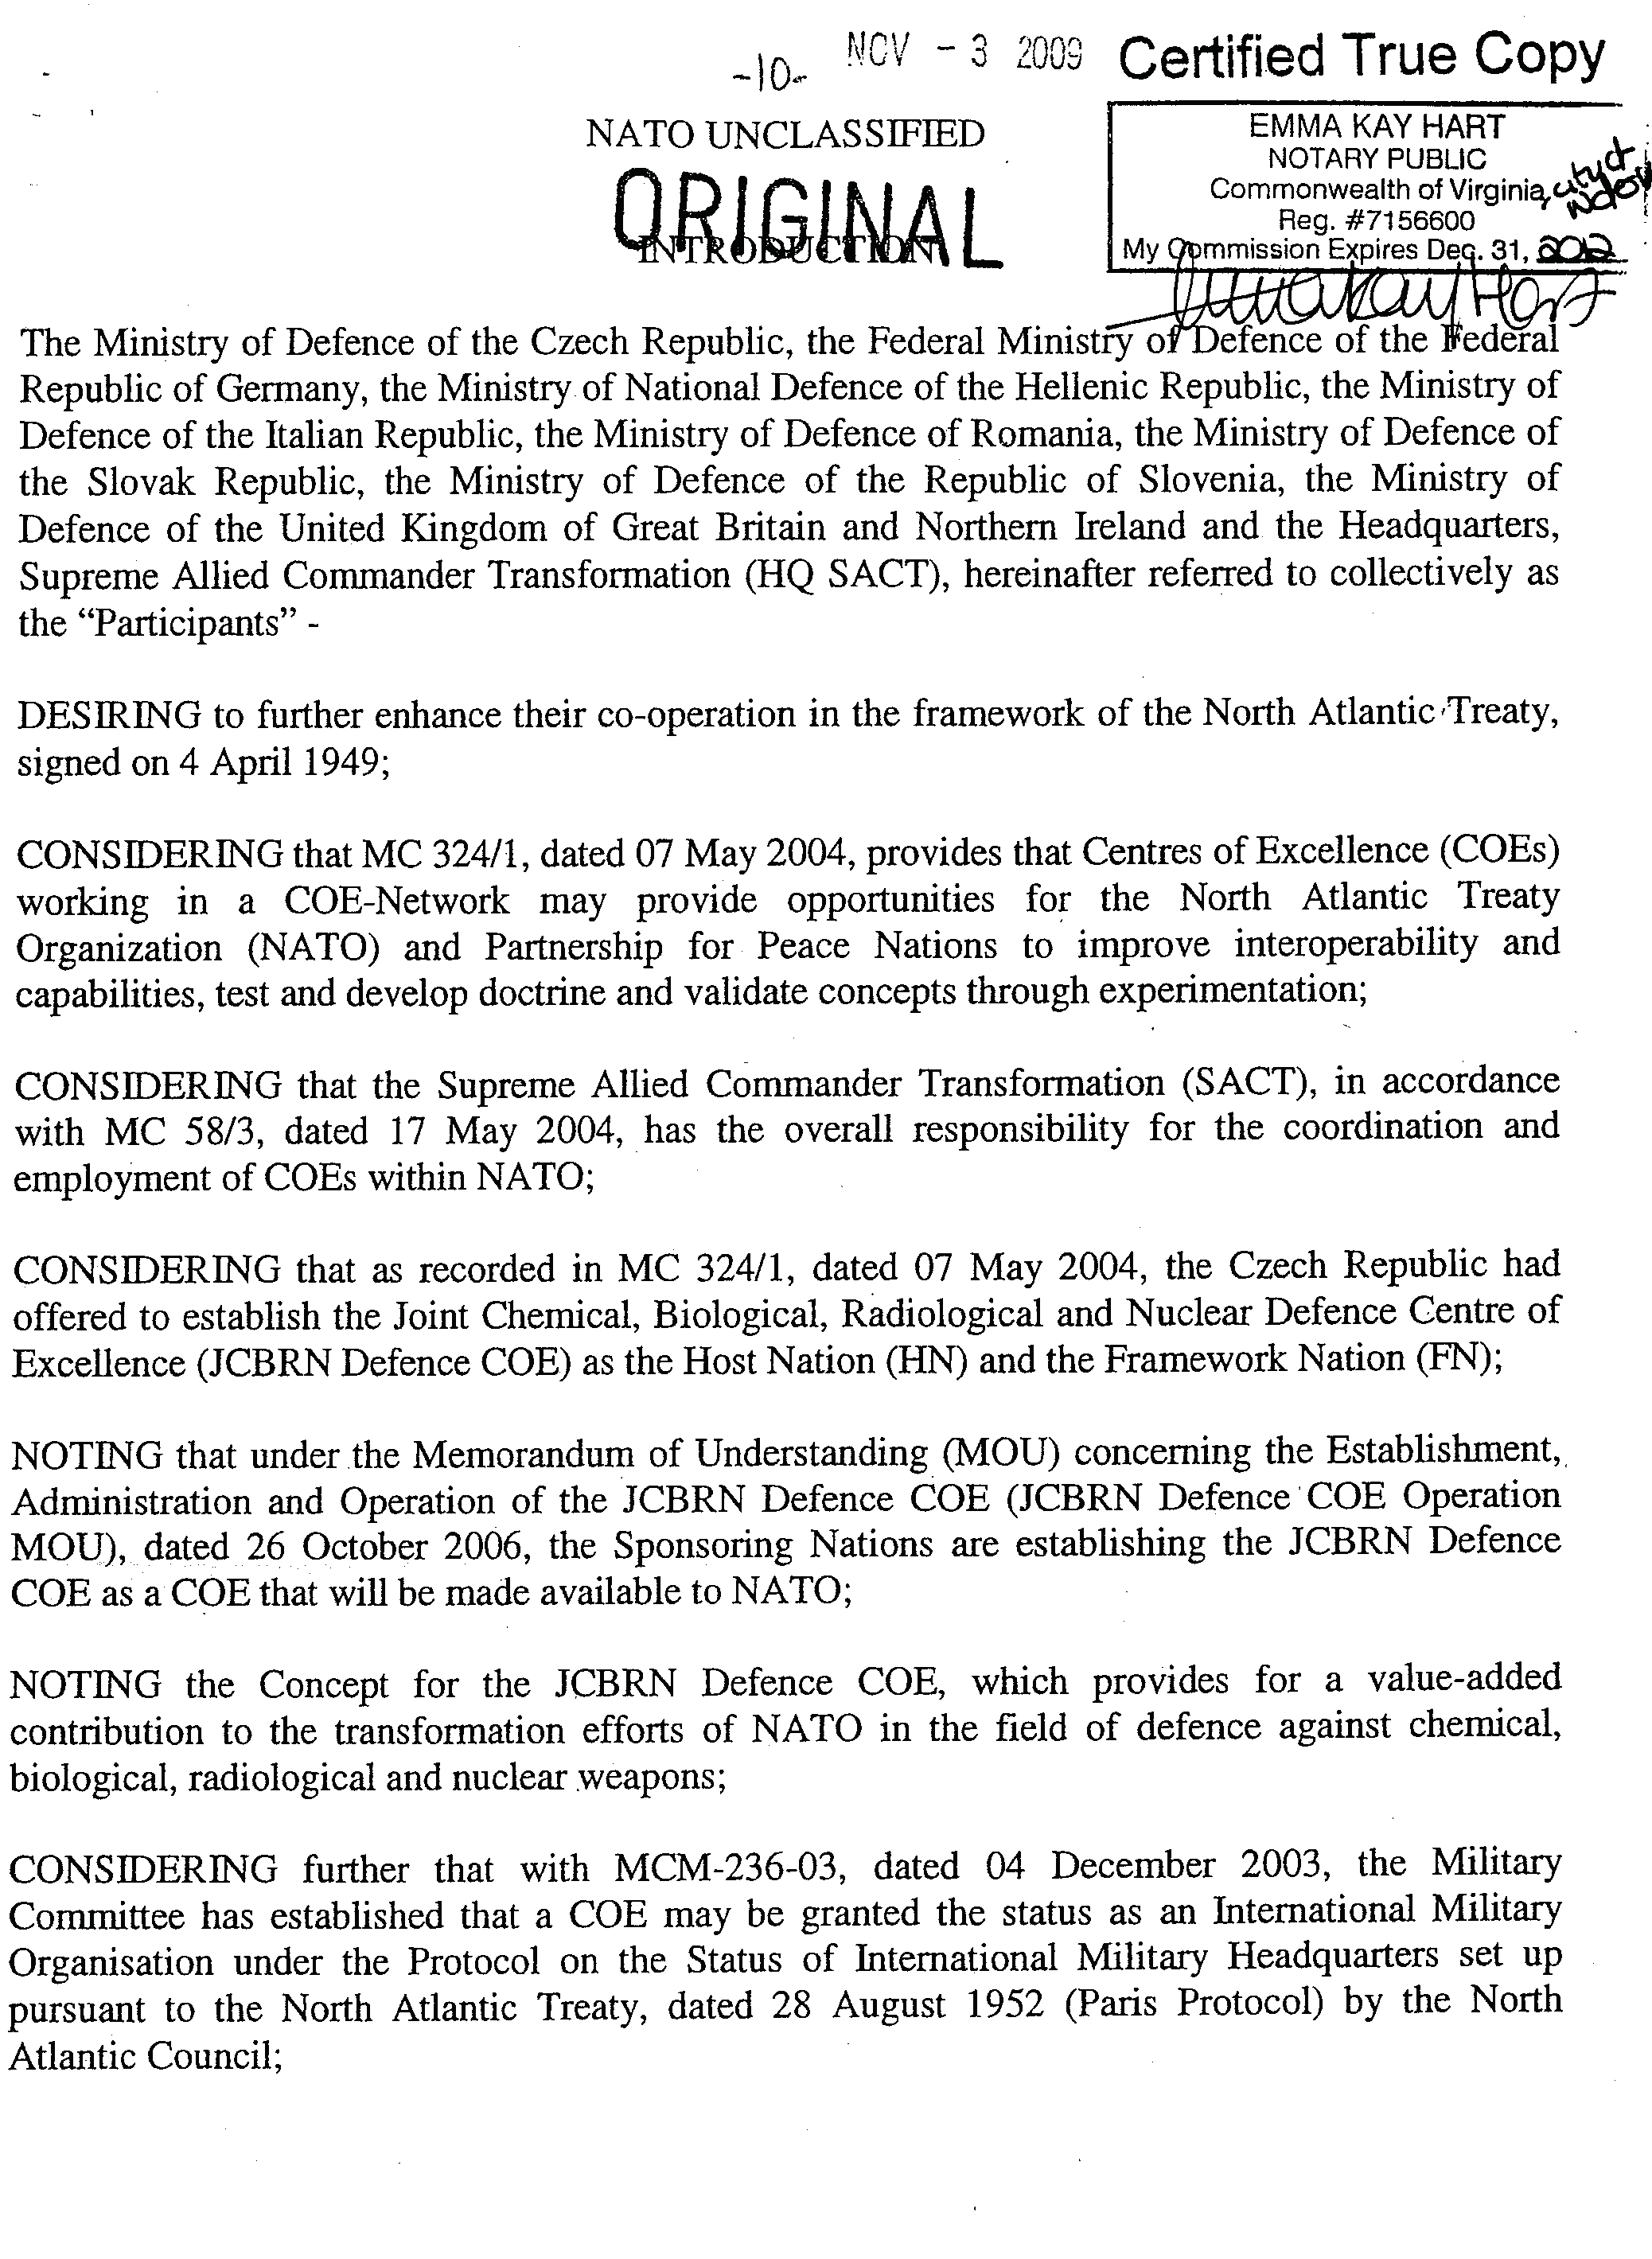 -10- NOV - 3 2009 Certified True Copy
NATO UNCLASSIFIED
EMMA KAY HART
NOTARY PUBLIC
Commonwealth of Virginia, city of
Reg. #7156600
My Commission Expires Dec. 31, 2012
ORIGINAL
INTRODUCTION
Emma Kay Hart
The Ministry of Defence of the Czech Republic, the Federal Ministry of Defence of the Federal
Republic of Germany, the Ministry of National Defence of the Hellenic Republic, the Ministry of
Defence of the Italian Republic, the Ministry of Defence of Romania, the Ministry of Defence of
the Slovak Republic, the Ministry of Defence of the Republic of Slovenia, the Ministry of
Defence of the United Kingdom of Great Britain and Northern Ireland and the Headquarters,
Supreme Allied Commander Transformation (HQ SACT), hereinafter referred to collectively as
the “Participants” -
DESIRING to further enhance their co-operation in the framework of the North Atlantic Treaty,
signed on 4 April 1949;
CONSIDERING that MC 324/1, dated 07 May 2004, provides that Centres of Excellence (COEs)
working in a COE-Network may provide opportunities for the North Atlantic Treaty
Organization (NATO) and Partnership for Peace Nations to improve interoperability and
capabilities, test and develop doctrine and validate concepts through experimentation;
CONSIDERING that the Supreme Allied Commander Transformation (SACT), in accordance
with MC 58/3, dated 17 May 2004, has the overall responsibility for the coordination and
employment of COEs within NATO;
CONSIDERING that as recorded in MC 324/1, dated 07 May 2004, the Czech Republic had
offered to establish the Joint Chemical, Biological, Radiological and Nuclear Defence Centre of
Excellence (JCBRN Defence COE) as the Host Nation (HN) and the Framework Nation (FN);
NOTING that under the Memorandum of Understanding (MOU) concerning the Establishment,
Administration and Operation of the JCBRN Defence COE (JCBRN Defence COE Operation
MOU), dated 26 October 2006, the Sponsoring Nations are establishing the JCBRN Defence
COE as a COE that will be made available to NATO;
NOTING the Concept for the JCBRN Defence COE, which provides for a value-added
contribution to the transformation efforts of NATO in the field of defence against chemical,
biological, radiological and nuclear weapons;
CONSIDERING further that with MCM-236-03, dated 04 December 2003, the Military
Committee has established that a COE may be granted the status as an International Military
Organisation under the Protocol on the Status of International Military Headquarters set up
pursuant to the North Atlantic Treaty, dated 28 August 1952 (Paris Protocol) by the North
Atlantic Council;